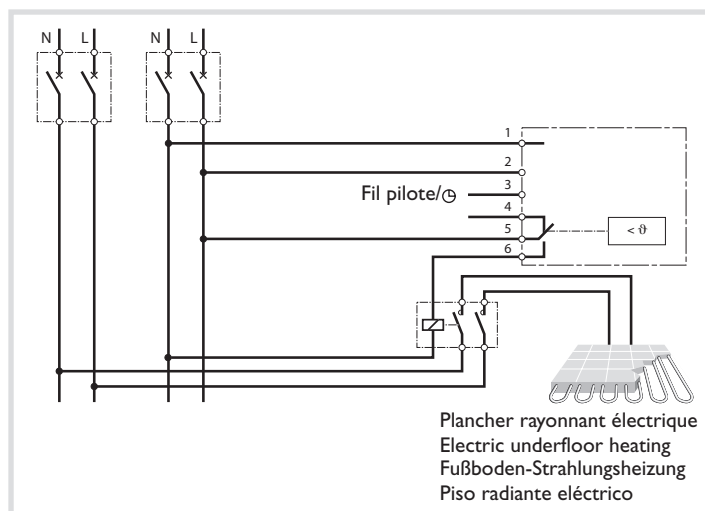 N L N L
1
2
3
Fil pilote/
4
5
6
< ϑ
Plancher rayonnant électrique
Electric underfloor heating
Fußboden-Strahlungsheizung
Piso radiante eléctrico